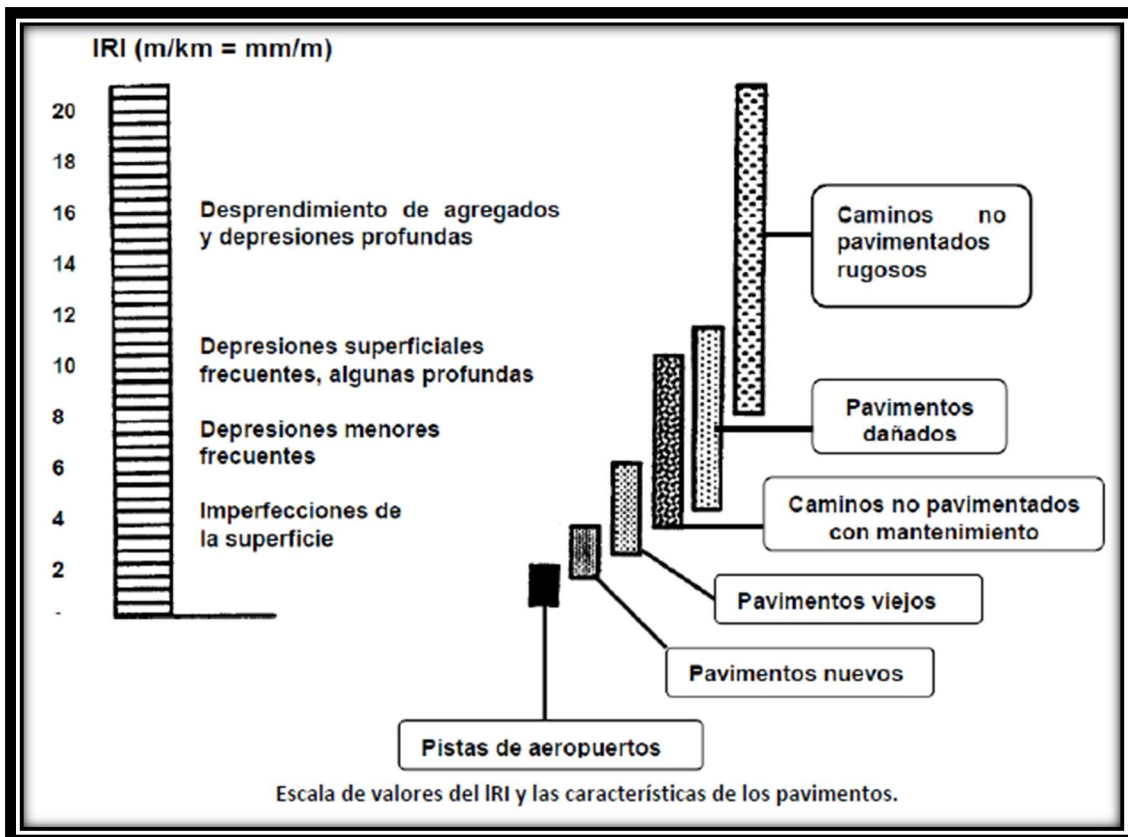 IRI (m/km = mm/m)
20
18
16
14
12
10
8
6
4
2
-
Desprendimiento de agregados
y depresiones profundas
Depresiones superficiales
frecuentes, algunas profundas
Depresiones menores
frecuentes
Imperfecciones de
la superficie
Caminos no
pavimentados
rugosos
Pavimentos
dañados
Caminos no pavimentados
con mantenimiento
Pavimentos viejos
Pavimentos nuevos
Pistas de aeropuertos
Escala de valores del IRI y las características de los pavimentos.